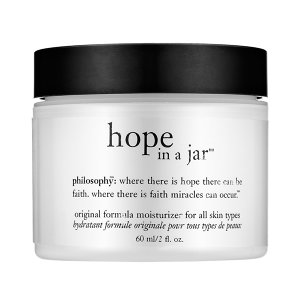 hope
in a jar™
philosophy: where there is hope there can be
faith. where there is faith miracles can occur.™
original formula moisturizer for all skin types
hydratant formule originale pour tous types de peaux
60 ml/2 fl. oz.